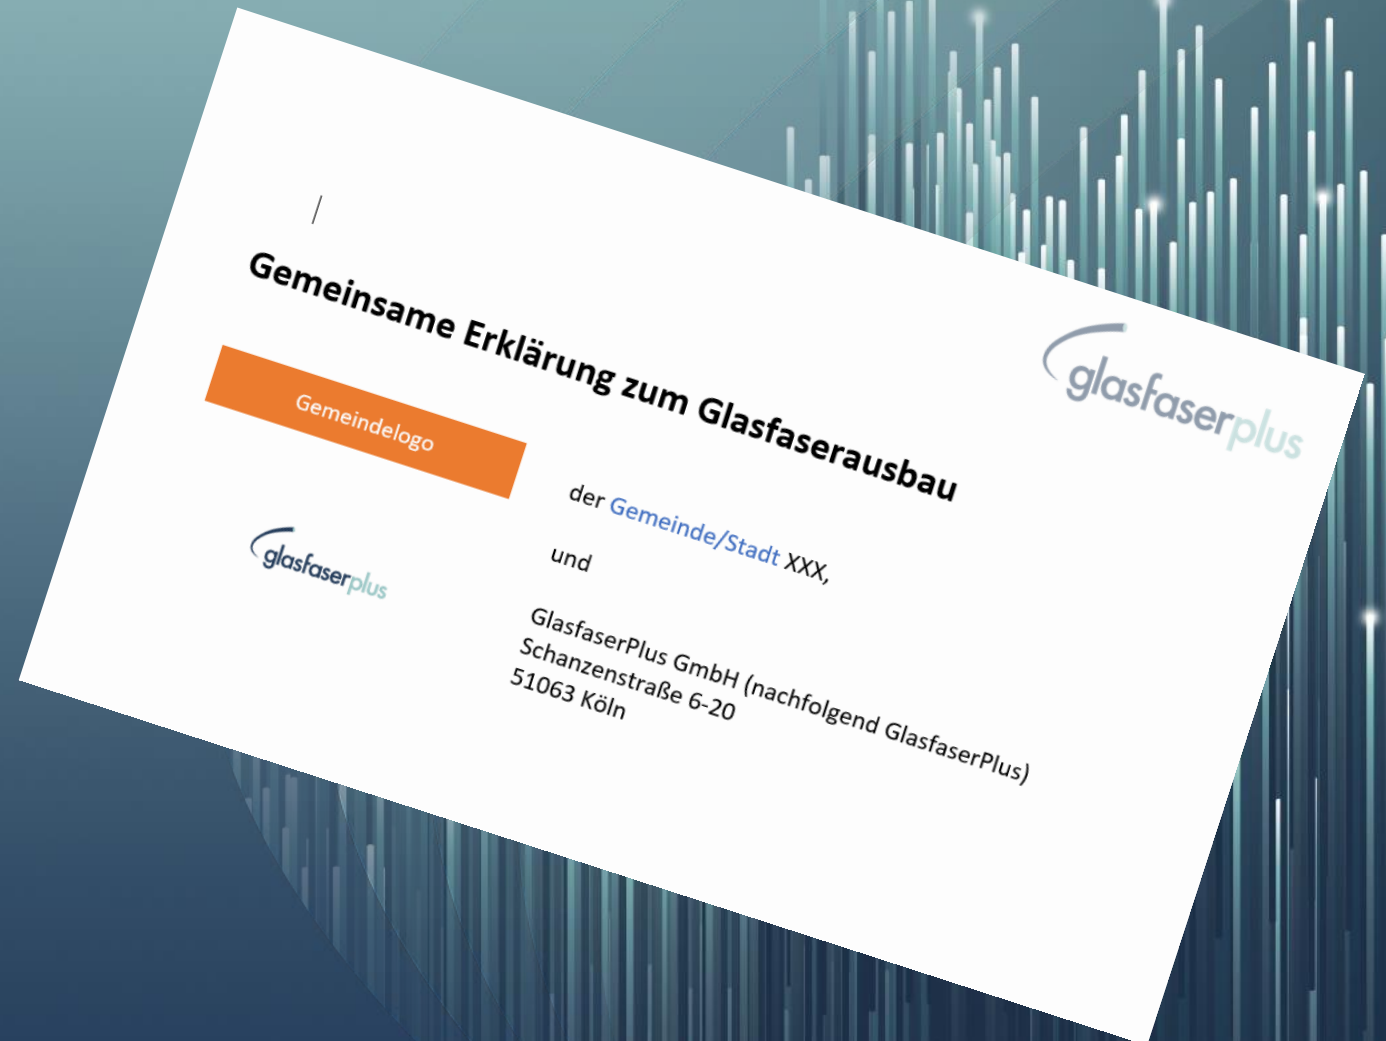 Gemeinsame Erklärung zum Glasfaserausbau
glasfaserplus
Gemeindelogo
der Gemeinde/Stadt XXX,
und
glasfaserplus
GlasfaserPlus GmbH (nachfolgend GlasfaserPlus)
Schanzenstraße 6-20
51063 Köln